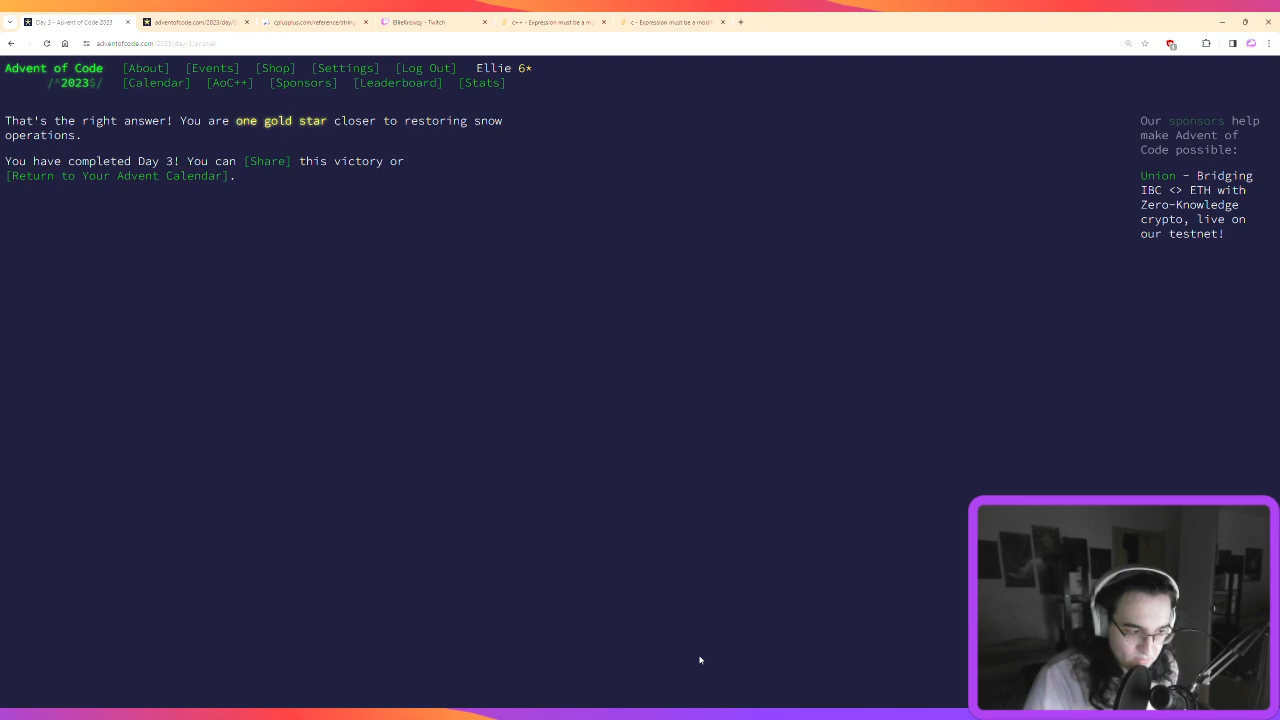 Day 3 - Advent of Code 2023
adventofcode.com/2023/day/
cplusplus.com/reference/string
EllieKrowzy - Twitch
c++ - Expression must be a mo
c - Expression must be a modi
adventofcode.com/2023/day/3/answer
Advent of Code [About] [Events] [Shop] [Settings] [Log Out] Ellie 6*
/^2023$/ [Calendar] [AoC++] [Sponsors] [Leaderboard] [Stats]
That's the right answer! You are one gold star closer to restoring snow
operations.
You have completed Day 3! You can [Share] this victory or
[Return to Your Advent Calendar].
Our sponsors help
make Advent of
Code possible:
Union - Bridging
IBC <> ETH with
Zero-Knowledge
crypto, live on
our testnet!